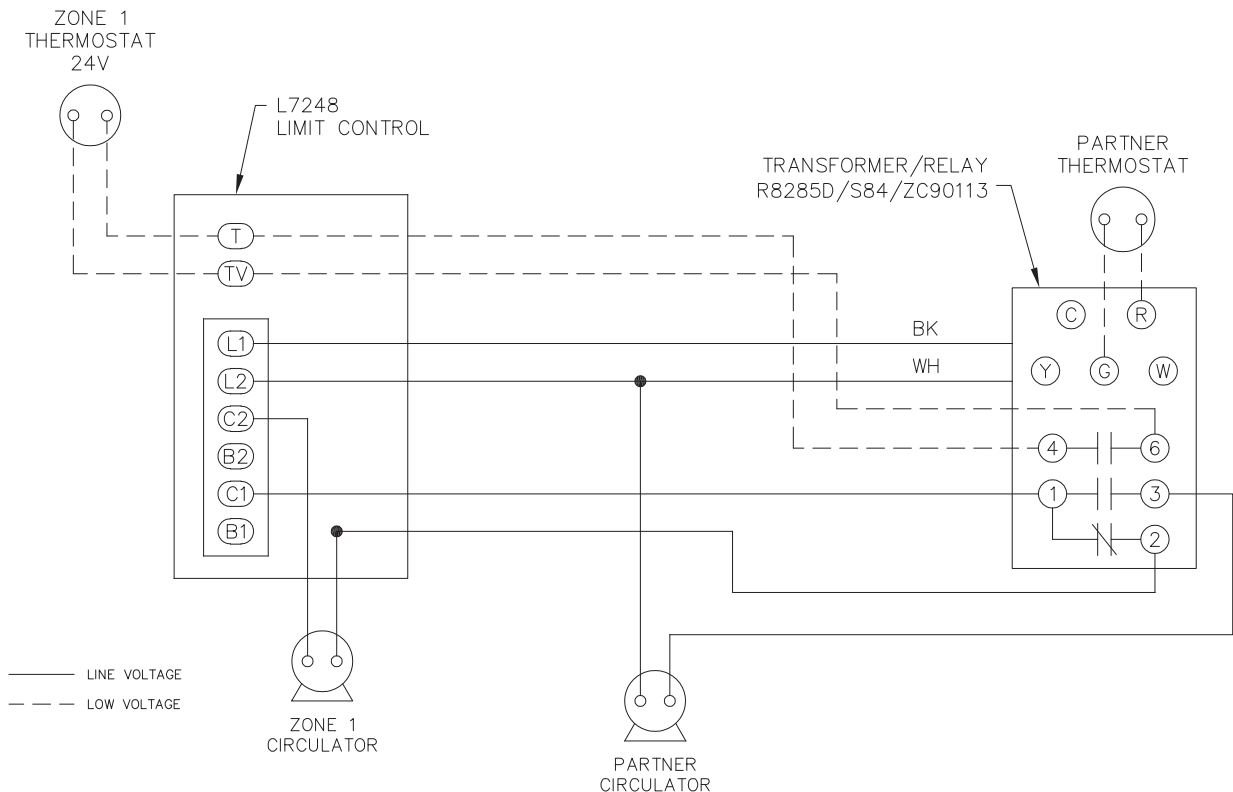 ZONE 1
THERMOSTAT
24V
L7248
LIMIT CONTROL
TRANSFORMER/RELAY
R8285D/S84/ZC90113
PARTNER
THERMOSTAT
T
TV
L1
L2
C2
B2
C1
B1
BK
WH
C
R
Y
G
W
4
6
1
3
2
LINE VOLTAGE
LOW VOLTAGE
ZONE 1
CIRCULATOR
PARTNER
CIRCULATOR